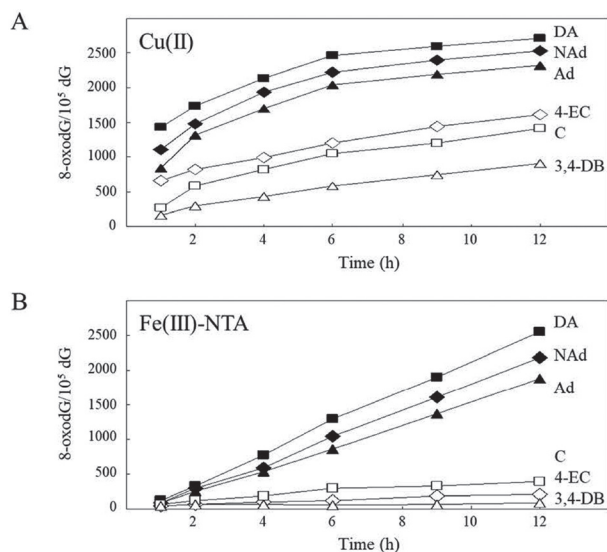 A
Cu(II)
8-oxodG/10⁵ dG
2500
2000
1500
1000
500
0
DA
NAd
Ad
4-EC
C
3,4-DB
2 4 6 8 10 12
Time (h)
B
Fe(III)-NTA
8-oxodG/10⁵ dG
2500
2000
1500
1000
500
0
DA
NAd
Ad
C
4-EC
3,4-DB
2 4 6 8 10 12
Time (h)